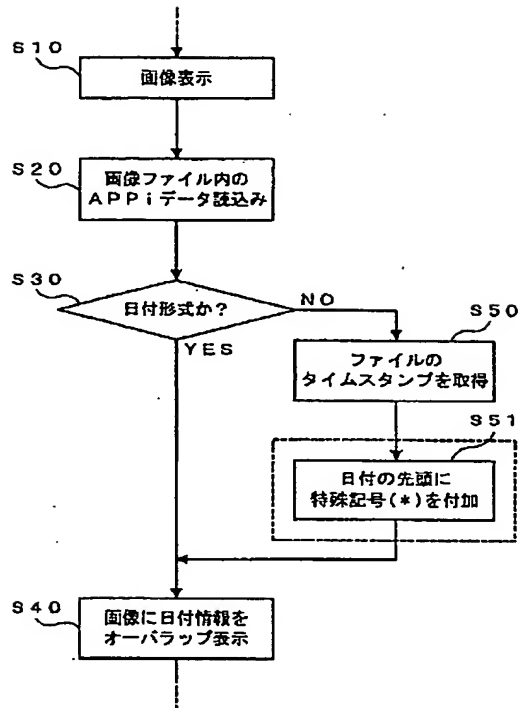 S10
画像表示
S20
画像ファイル内の
APPiデータ読込み
S30
日付形式か?
NO
YES
S50
ファイルの
タイムスタンプを取得
S51
日付の先頭に
特殊記号(*)を付加
S40
画像に日付情報を
オーバラップ表示